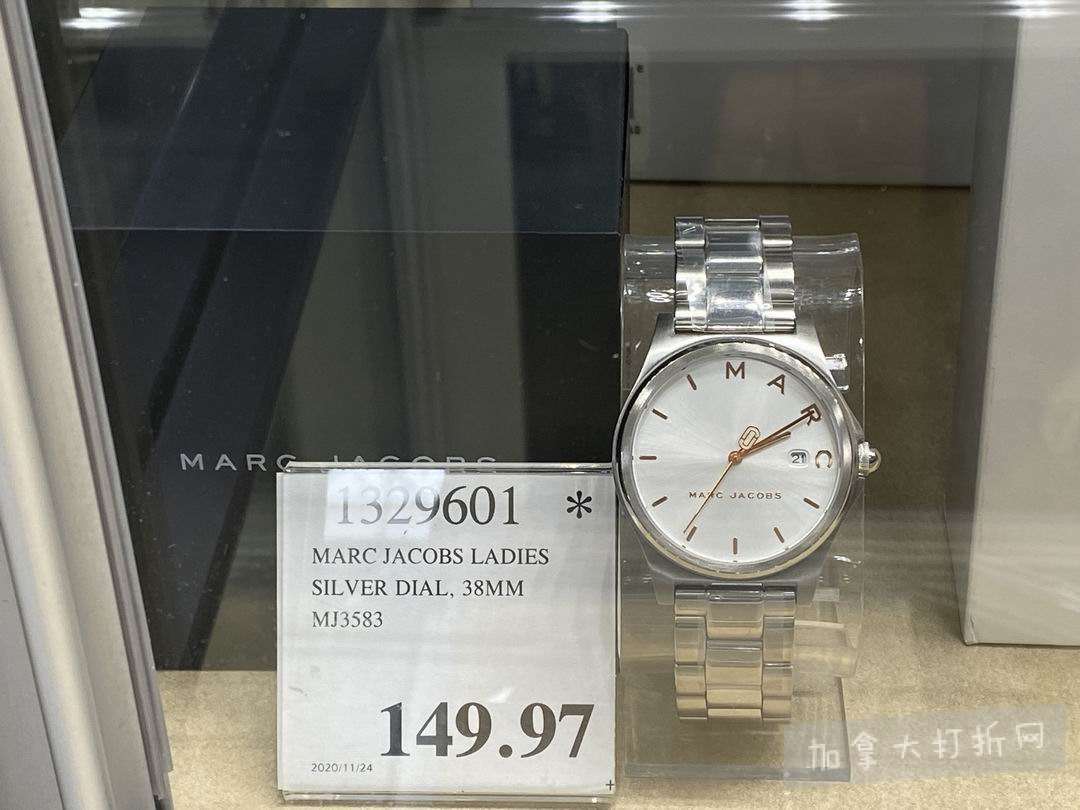 MARC JACOBS
1329601 *
MARC JACOBS LADIES
SILVER DIAL, 38MM
MJ3583
149.97
2020/11/24
+
M A R C
21
MARC JACOBS
加拿大打折网